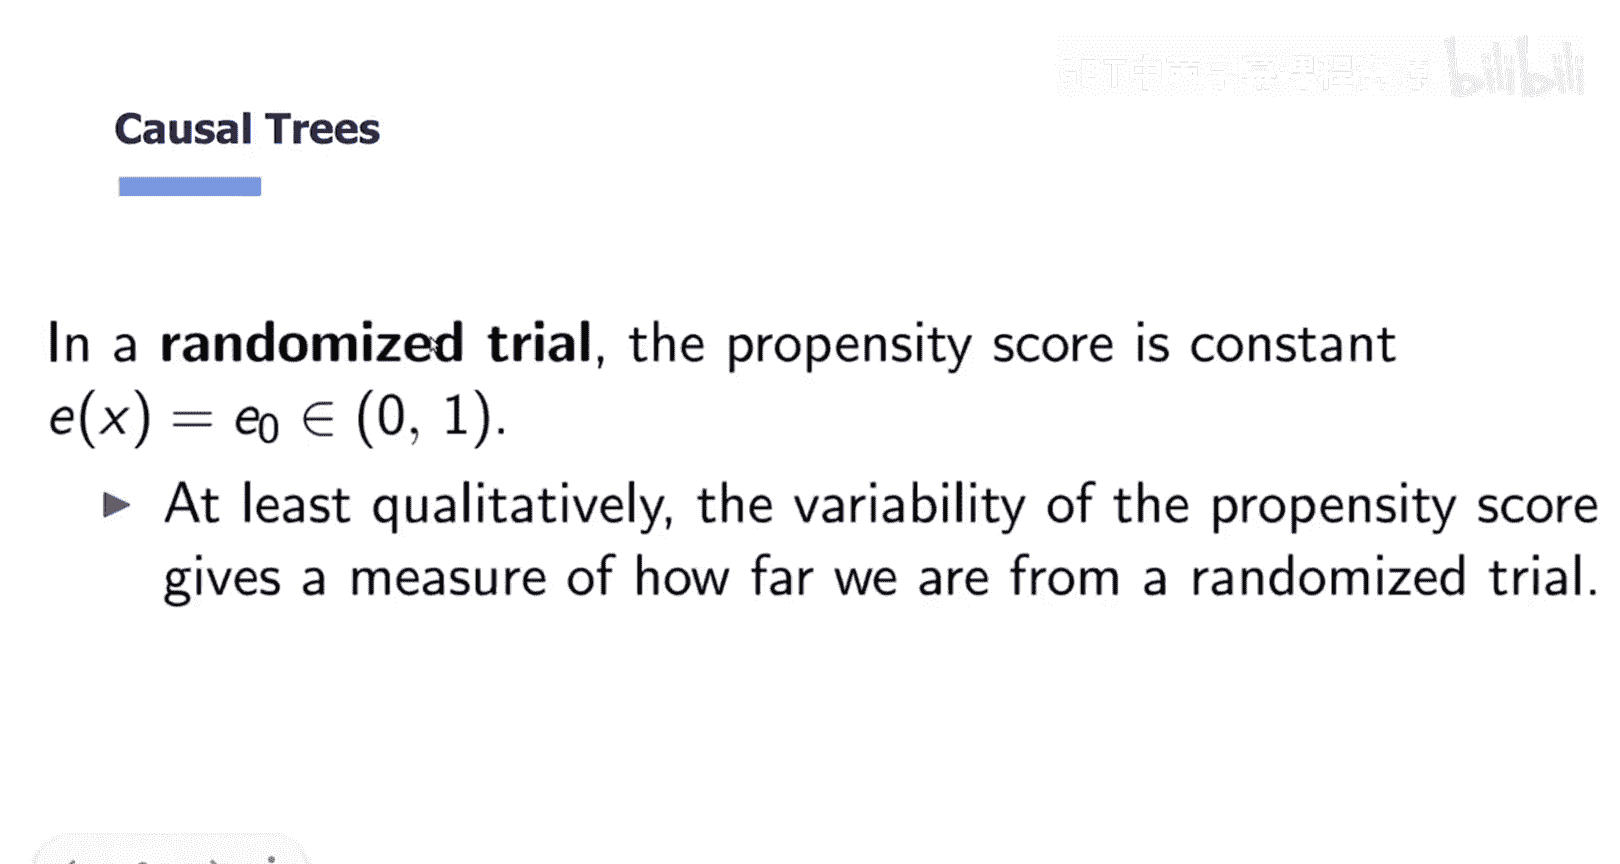 bilibili
Causal Trees
In a randomized trial, the propensity score is constant
e(x) = e₀ ∈ (0, 1).
▶ At least qualitatively, the variability of the propensity score
gives a measure of how far we are from a randomized trial.